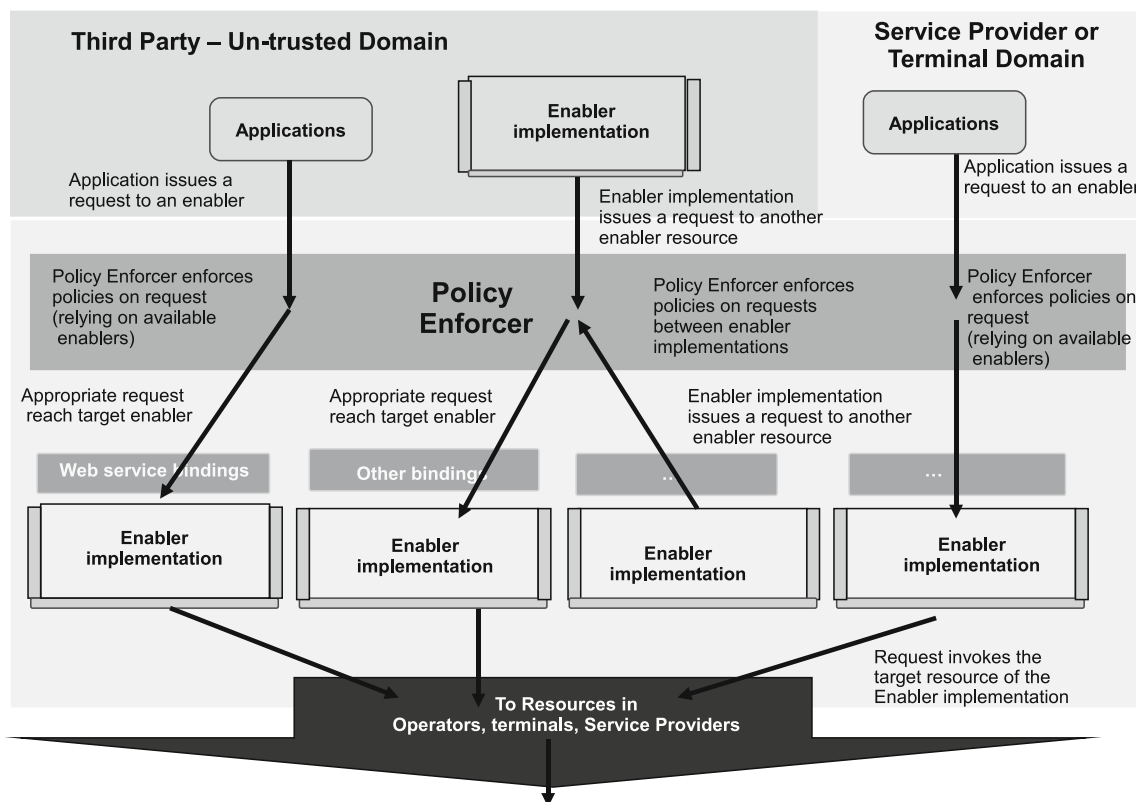 Third Party – Un-trusted Domain
Service Provider or
Terminal Domain
Applications
Enabler
implementation
Applications
Application issues a
request to an enabler
Enabler implementation
issues a request to another
enabler resource
Application issues a
request to an enabler
Policy Enforcer enforces
policies on request
(relying on available
enablers)
Policy
Enforcer
Policy Enforcer enforces
policies on requests
between enabler
implementations
Policy Enforcer
enforces policies on
request
(relying on available
enablers)
Appropriate request
reach target enabler
Appropriate request
reach target enabler
Enabler implementation
issues a request to another
enabler resource
Web service bindings
Other bindings
...
...
Enabler
implementation
Enabler
implementation
Enabler
implementation
Enabler
implementation
Request invokes the
target resource of the
Enabler implementation
To Resources in
Operators, terminals, Service Providers